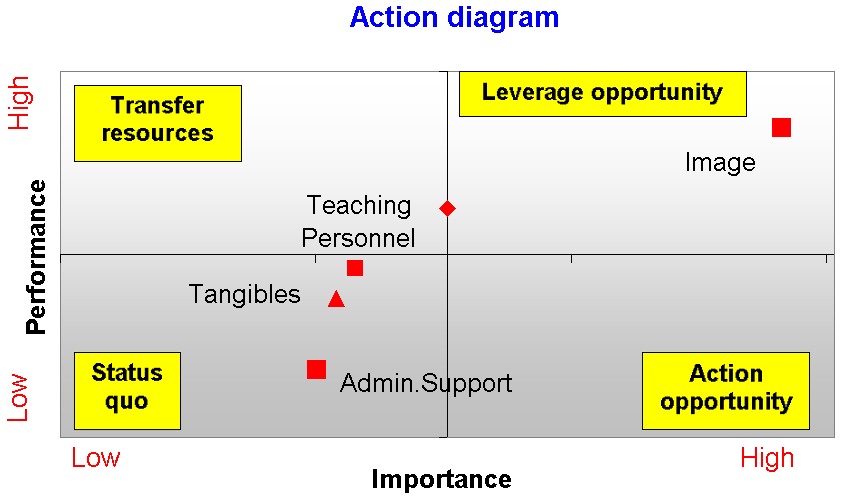 Action diagram
High
Transfer
resources
Leverage opportunity
Image
Teaching
Personnel
Performance
Tangibles
Status
quo
Admin.Support
Action
opportunity
Low
Low
High
Importance